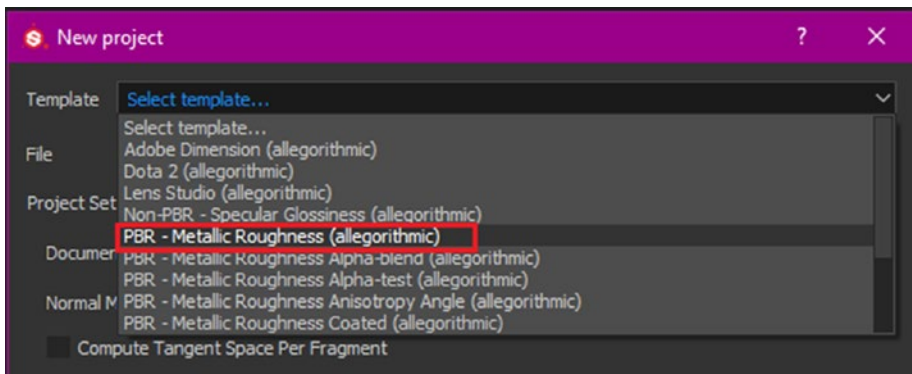 New project ? ×
Template Select template...
Select template...
File Adobe Dimension (allegorithmic)
Dota 2 (allegorithmic)
Project Set Lens Studio (allegorithmic)
Non-PBR - Specular Glossiness (allegorithmic)
PBR - Metallic Roughness (allegorithmic)
Documen PBR - Metallic Roughness Alpha-blend (allegorithmic)
PBR - Metallic Roughness Alpha-test (allegorithmic)
Normal M PBR - Metallic Roughness Anisotropy Angle (allegorithmic)
PBR - Metallic Roughness Coated (allegorithmic)
Compute Tangent Space Per Fragment